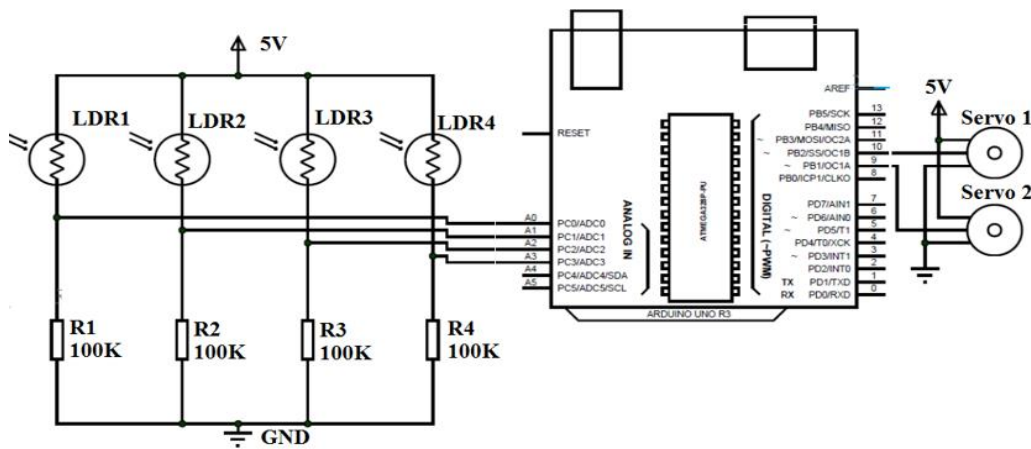 5V
LDR1
LDR2
LDR3
LDR4
R1
100K
R2
100K
R3
100K
R4
100K
GND
RESET
A0
A1
A2
A3
A4
A5
PC0/ADC0
PC1/ADC1
PC2/ADC2
PC3/ADC3
PC4/ADC4/SDA
PC5/ADC5/SCL
ANALOG IN
ATMEGA328P-PU
DIGITAL (~PWM)
ARDUINO UNO R3
AREF
PB5/SCK 13
PB4/MISO 12
~ PB3/MOSI/OC2A 11
~ PB2/SS/OC1B 10
~ PB1/OC1A 9
PB0/ICP1/CLKO 8
PD7/AIN1 7
~ PD6/AIN0 6
~ PD5/T1 5
PD4/T0/XCK 4
~ PD3/INT1 3
PD2/INT0 2
TX PD1/TXD 1
RX PD0/RXD 0
5V
Servo 1
Servo 2